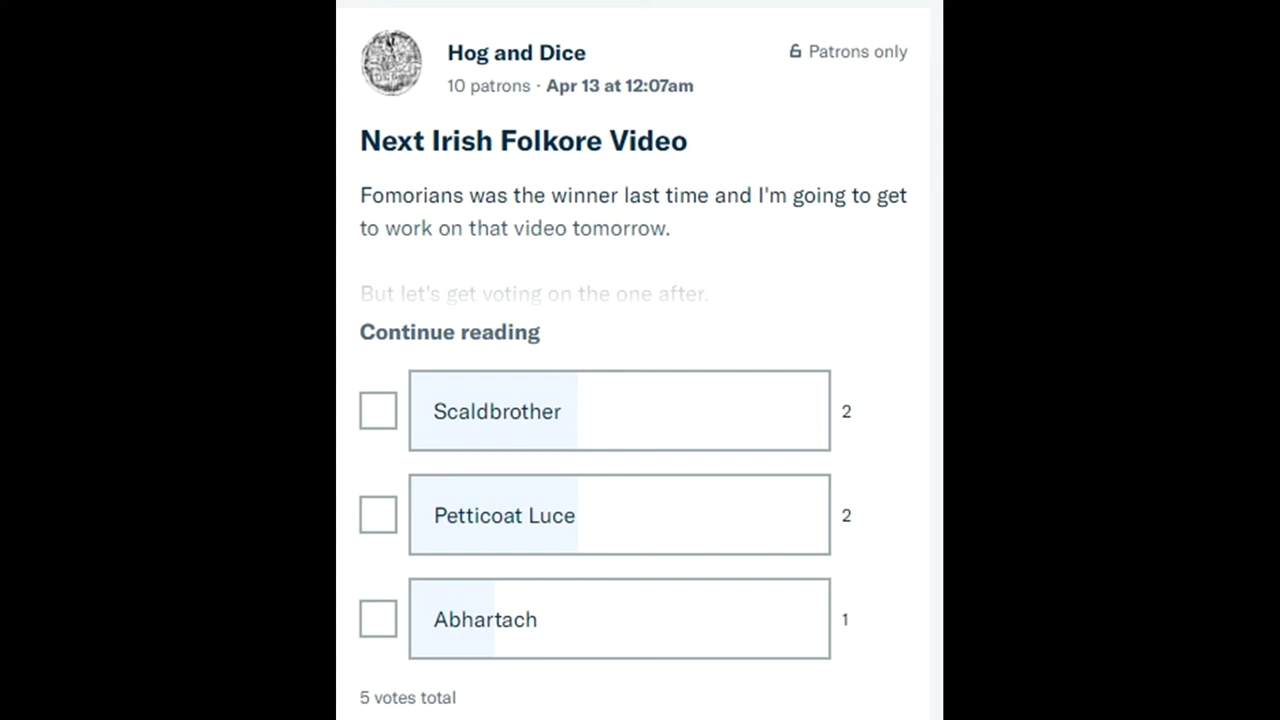 Hog and Dice
Patrons only
10 patrons · Apr 13 at 12:07am
Next Irish Folkore Video
Fomorians was the winner last time and I'm going to get
to work on that video tomorrow.
But let's get voting on the one after.
Continue reading
Scaldbrother 2
Petticoat Luce 2
Abhartach 1
5 votes total